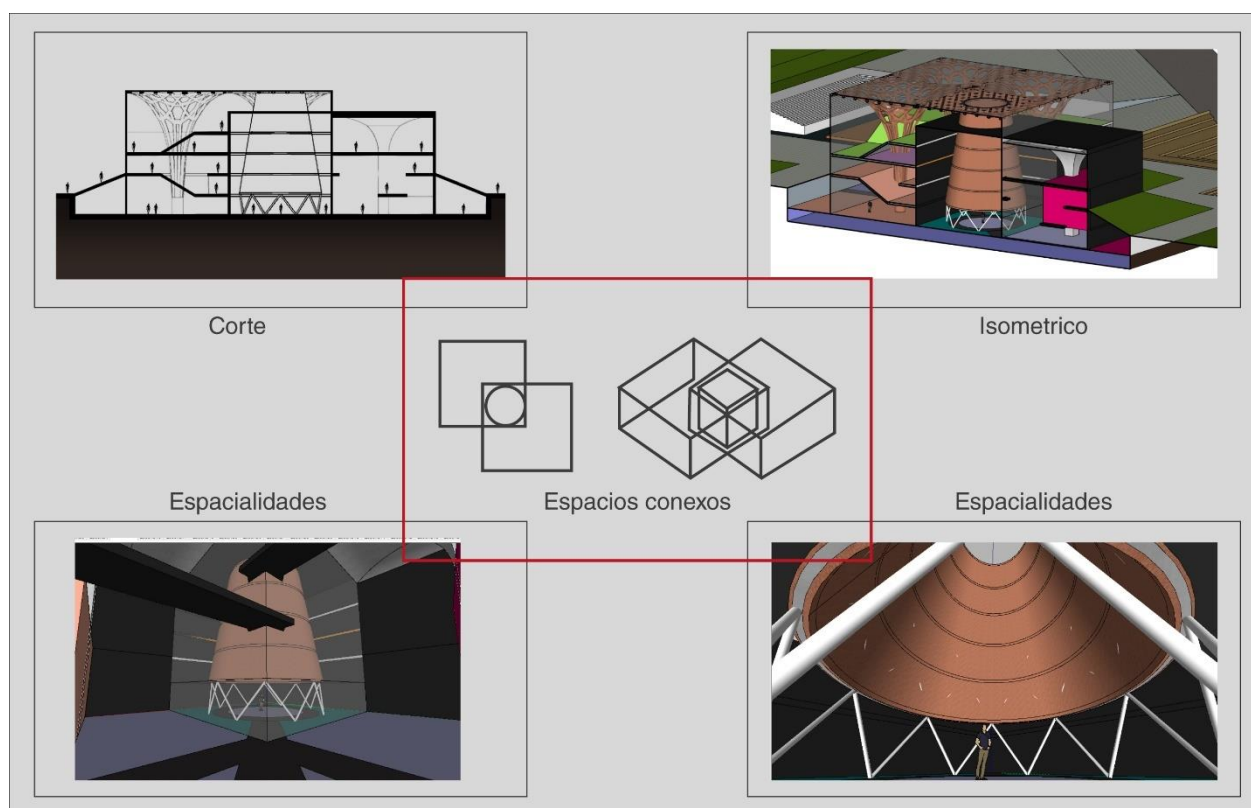 Corte
Isometrico
Espacialidades
Espacios conexos
Espacialidades